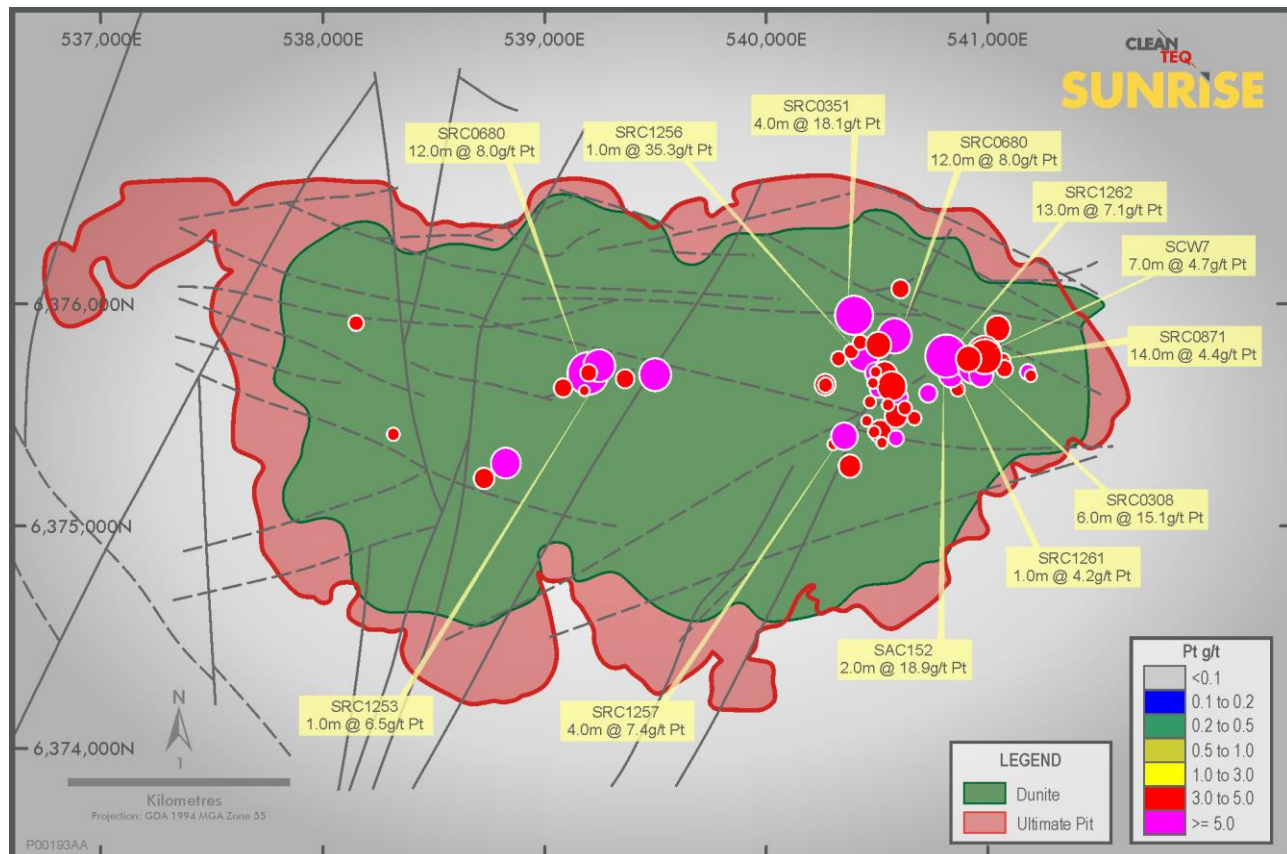 537,000E
538,000E
539,000E
540,000E
541,000E
CLEAN
TEQ
SUNRISE
SRC0351
4.0m @ 18.1g/t Pt
SRC0680
12.0m @ 8.0g/t Pt
SRC1256
1.0m @ 35.3g/t Pt
SRC0680
12.0m @ 8.0g/t Pt
SRC1262
13.0m @ 7.1g/t Pt
SCW7
7.0m @ 4.7g/t Pt
6,376,000N
SRC0871
14.0m @ 4.4g/t Pt
SRC0308
6.0m @ 15.1g/t Pt
6,375,000N
SRC1261
1.0m @ 4.2g/t Pt
SAC152
2.0m @ 18.9g/t Pt
SRC1253
1.0m @ 6.5g/t Pt
SRC1257
4.0m @ 7.4g/t Pt
6,374,000N
N
1
Kilometres
Projection: GDA 1994 MGA Zone 55
P00193AA
LEGEND
Dunite
Ultimate Pit
Pt g/t
<0.1
0.1 to 0.2
0.2 to 0.5
0.5 to 1.0
1.0 to 3.0
3.0 to 5.0
>= 5.0